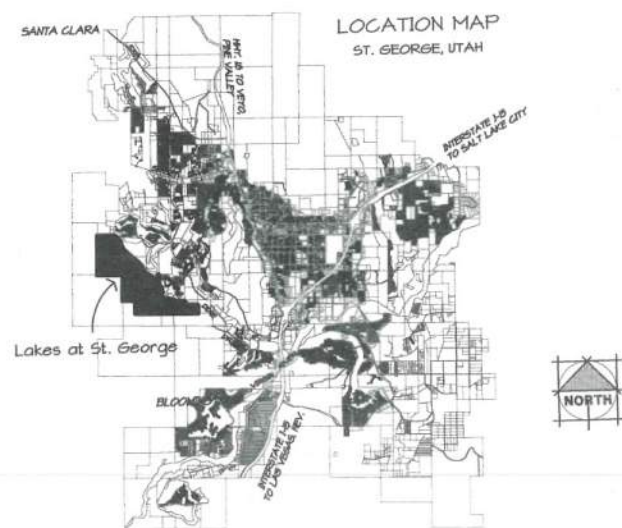 LOCATION MAP
ST. GEORGE, UTAH
SANTA CLARA
HWY. 18 TO VEYO,
PINE VALLEY
INTERSTATE I-15
TO SALT LAKE CITY
Lakes at St. George
NORTH
INTERSTATE I-15
TO LAS VEGAS, NEV.